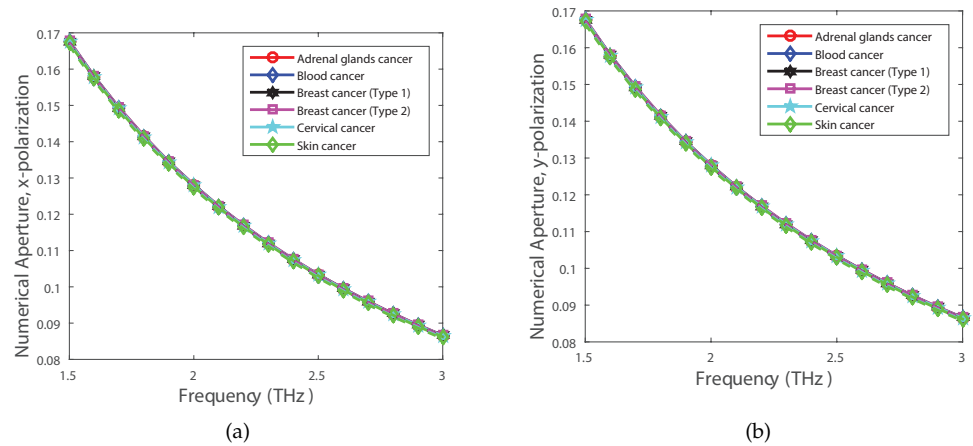 0.17
0.16
0.15
0.14
0.13
0.12
0.11
0.1
0.09
0.08
Numerical Aperture, x-polarization
Adrenal glands cancer
Blood cancer
Breast cancer (Type 1)
Breast cancer (Type 2)
Cervical cancer
Skin cancer
1.5 2 2.5 3
Frequency (THz )
(a)
0.17
0.16
0.15
0.14
0.13
0.12
0.11
0.1
0.09
0.08
Numerical Aperture, y-polarization
Adrenal glands cancer
Blood cancer
Breast cancer (Type 1)
Breast cancer (Type 2)
Cervical cancer
Skin cancer
1.5 2 2.5 3
Frequency (THz )
(b)